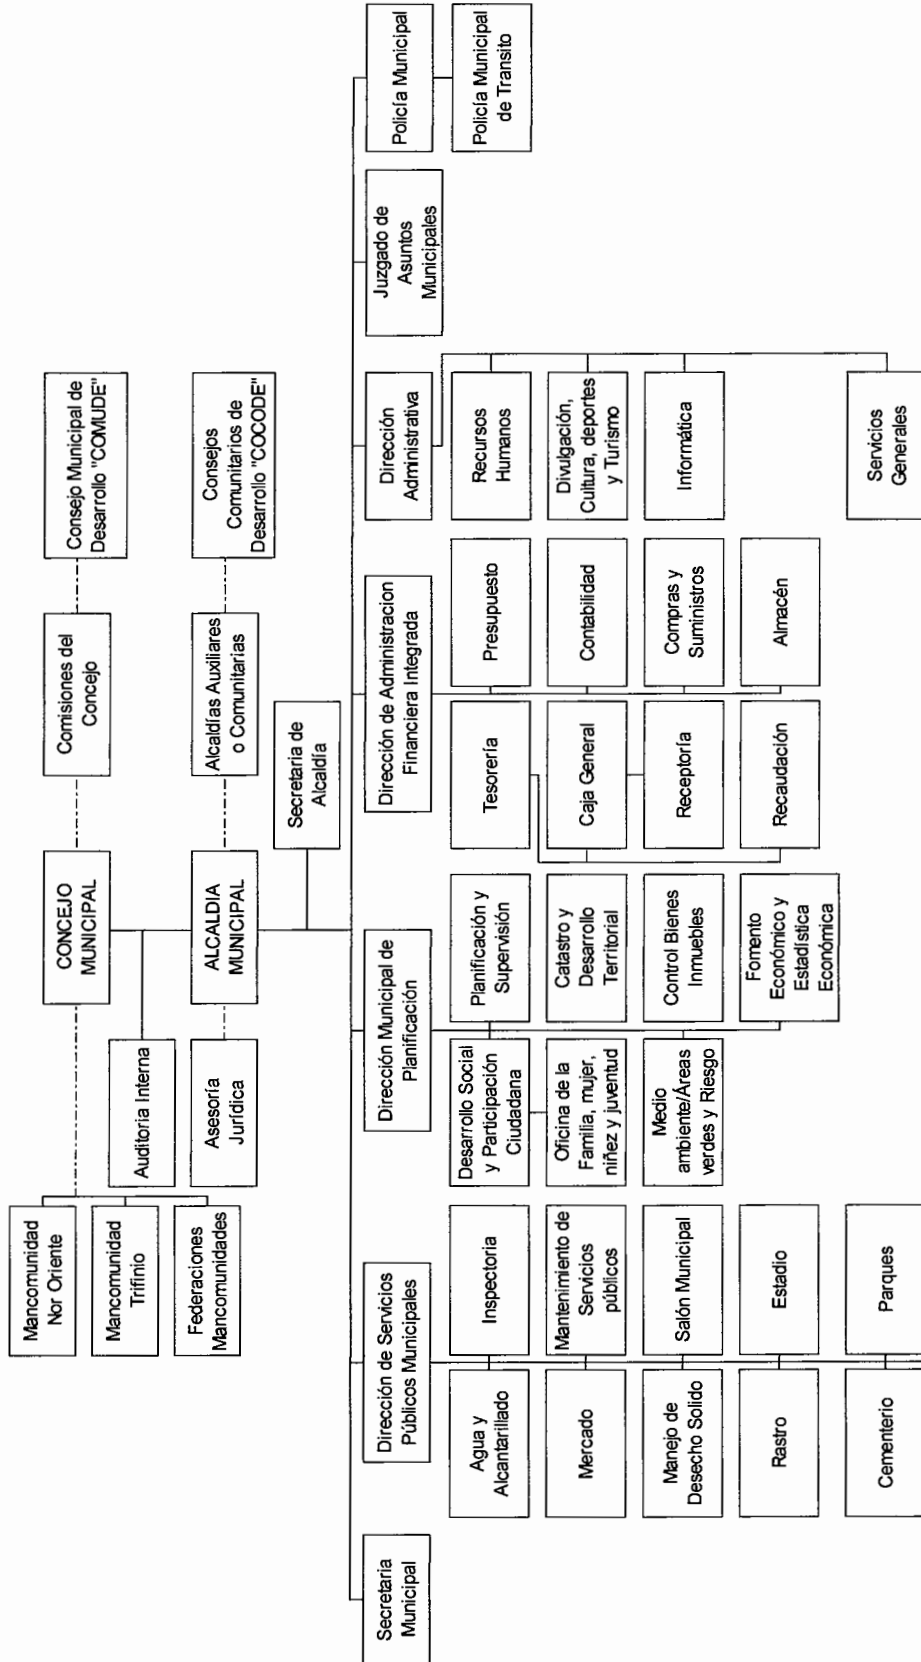 CONCEJO
MUNICIPAL
Comisiones del
Concejo
Consejo Municipal de
Desarrollo "COMUDE"
Mancomunidad
Nor Oriente
Mancomunidad
Trifinio
Federaciones
Mancomunidades
Auditoria Interna
Asesoría
Jurídica
ALCALDIA
MUNICIPAL
Alcaldías Auxiliares
o Comunitarias
Consejos
Comunitarios de
Desarrollo "COCODE"
Secretaria de
Alcaldía
Secretaria
Municipal
Dirección de Servicios
Públicos Municipales
Agua y
Alcantarillado
Inspectoria
Mercado
Mantenimiento de
Servicios
públicos
Manejo de
Desecho Solido
Salón Municipal
Rastro
Estadio
Cementerio
Parques
Dirección Municipal de
Planificación
Desarrollo Social
y Participación
Ciudadana
Planificación y
Supervisión
Oficina de la
Familia, mujer,
niñez y juventud
Catastro y
Desarrollo
Territorial
Medio
ambiente/Áreas
verdes y Riesgo
Control Bienes
Inmuebles
Fomento
Económico y
Estadística
Económica
Dirección de Administracion
Financiera Integrada
Tesorería
Presupuesto
Caja General
Contabilidad
Receptoría
Compras y
Suministros
Recaudación
Almacén
Dirección
Administrativa
Recursos
Humanos
Divulgación,
Cultura, deportes
y Turismo
Informática
Servicios
Generales
Juzgado de
Asuntos
Municipales
Policía Municipal
Policía Municipal
de Transito